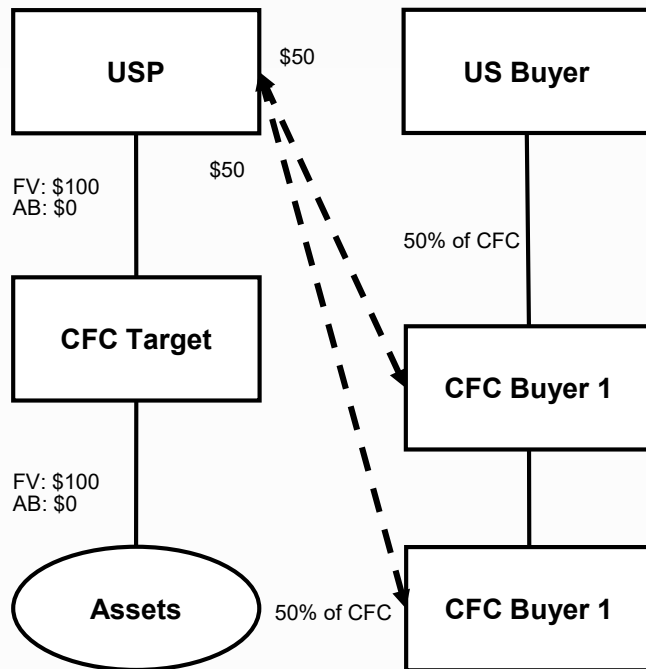 USP
$50
US Buyer
$50
FV: $100
AB: $0
50% of CFC
CFC Target
CFC Buyer 1
FV: $100
AB: $0
Assets
50% of CFC
CFC Buyer 1